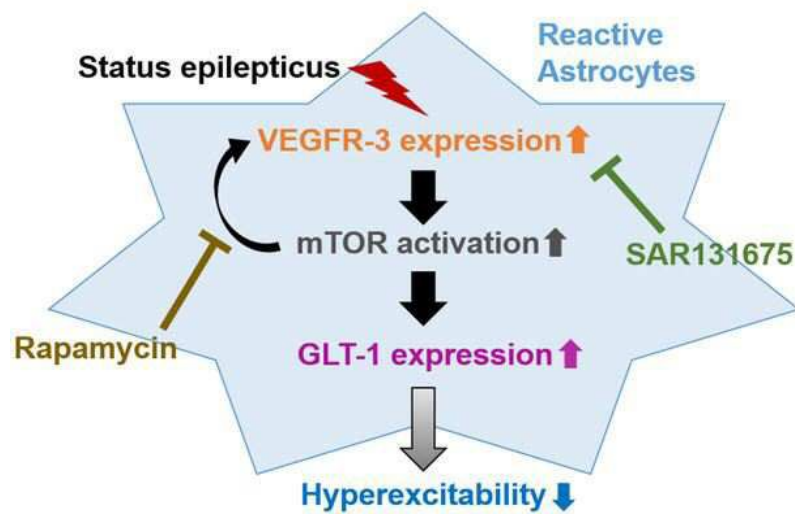 Reactive
Astrocytes
Status epilepticus
VEGFR-3 expression
mTOR activation
SAR131675
Rapamycin
GLT-1 expression
Hyperexcitability